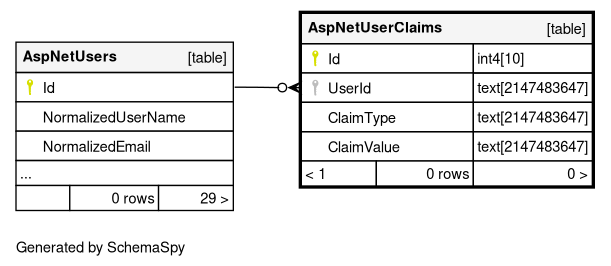 AspNetUsers [table]
Id
NormalizedUserName
NormalizedEmail
...
0 rows 29 >
AspNetUserClaims [table]
Id int4[10]
UserId text[2147483647]
ClaimType text[2147483647]
ClaimValue text[2147483647]
< 1 0 rows 0 >
Generated by SchemaSpy